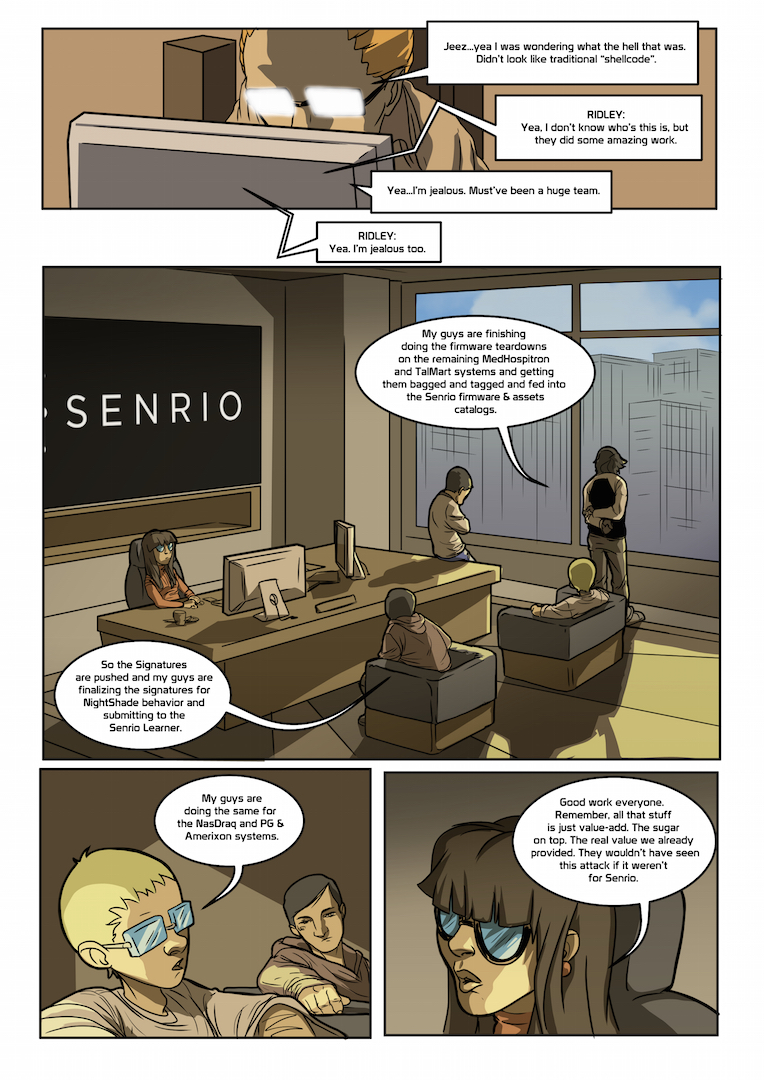 Jeez...yea I was wondering what the hell that was.
Didn't look like traditional "shellcode".
RIDLEY:
Yea, I don't know who's this is, but
they did some amazing work.
Yea...I'm jealous. Must've been a huge team.
RIDLEY:
Yea. I'm jealous too.
My guys are finishing
doing the firmware teardowns
on the remaining MedHospitron
and TalMart systems and getting
them bagged and tagged and fed into
the Senrio firmware & assets
catalogs.
SENRIO
So the Signatures
are pushed and my guys are
finalizing the signatures for
NightShade behavior and
submitting to the
Senrio Learner.
My guys are
doing the same for
the NasDraq and PG &
Amerixon systems.
Good work everyone.
Remember, all that stuff
is just value-add. The sugar
on top. The real value we already
provided. They wouldn't have seen
this attack if it weren't
for Senrio.